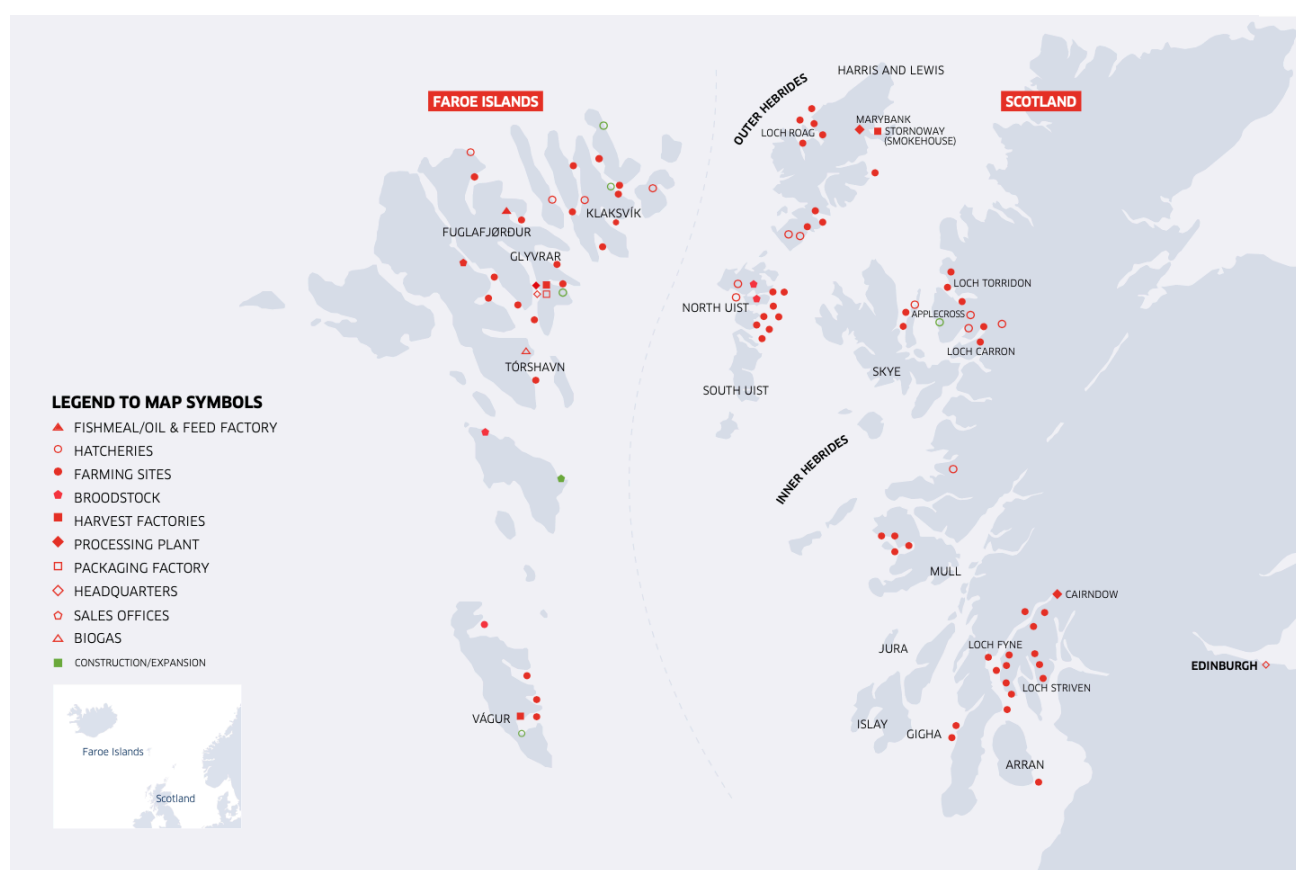 FAROE ISLANDS
SCOTLAND
OUTER HEBRIDES
HARRIS AND LEWIS
LOCH ROAG
MARYBANK
STORNOWAY
(SMOKEHOUSE)
KLAKSVÍK
FUGLAFJØRÐUR
GLYVRAR
TÓRSHAVN
VÁGUR
NORTH UIST
SOUTH UIST
LOCH TORRIDON
APPLECROSS
LOCH CARRON
SKYE
INNER HEBRIDES
MULL
CAIRNDOW
JURA
LOCH FYNE
LOCH STRIVEN
EDINBURGH
ISLAY
GIGHA
ARRAN
LEGEND TO MAP SYMBOLS
FISHMEAL/OIL & FEED FACTORY
HATCHERIES
FARMING SITES
BROODSTOCK
HARVEST FACTORIES
PROCESSING PLANT
PACKAGING FACTORY
HEADQUARTERS
SALES OFFICES
BIOGAS
CONSTRUCTION/EXPANSION
Faroe Islands
Scotland